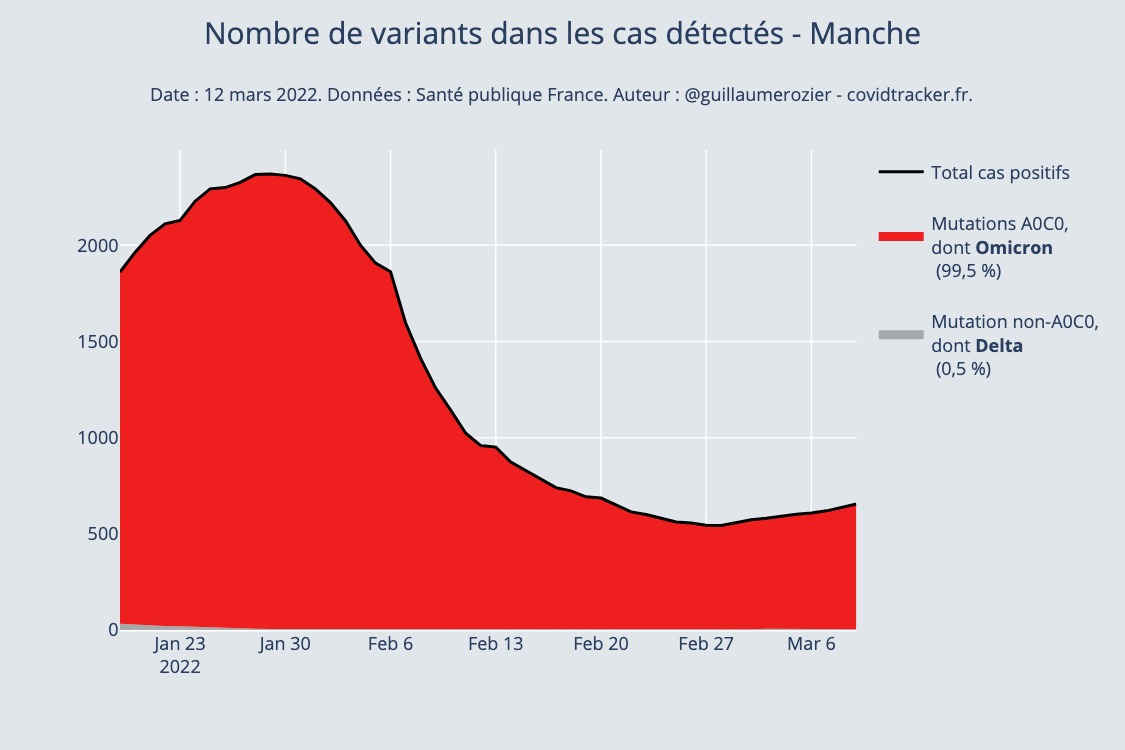 Nombre de variants dans les cas détectés - Manche
Date : 12 mars 2022. Données : Santé publique France. Auteur : @guillaumerozier - covidtracker.fr.
Total cas positifs
Mutations A0C0,
dont Omicron
(99,5 %)
Mutation non-A0C0,
dont Delta
(0,5 %)
2000
1500
1000
500
0
Jan 23
2022
Jan 30
Feb 6
Feb 13
Feb 20
Feb 27
Mar 6